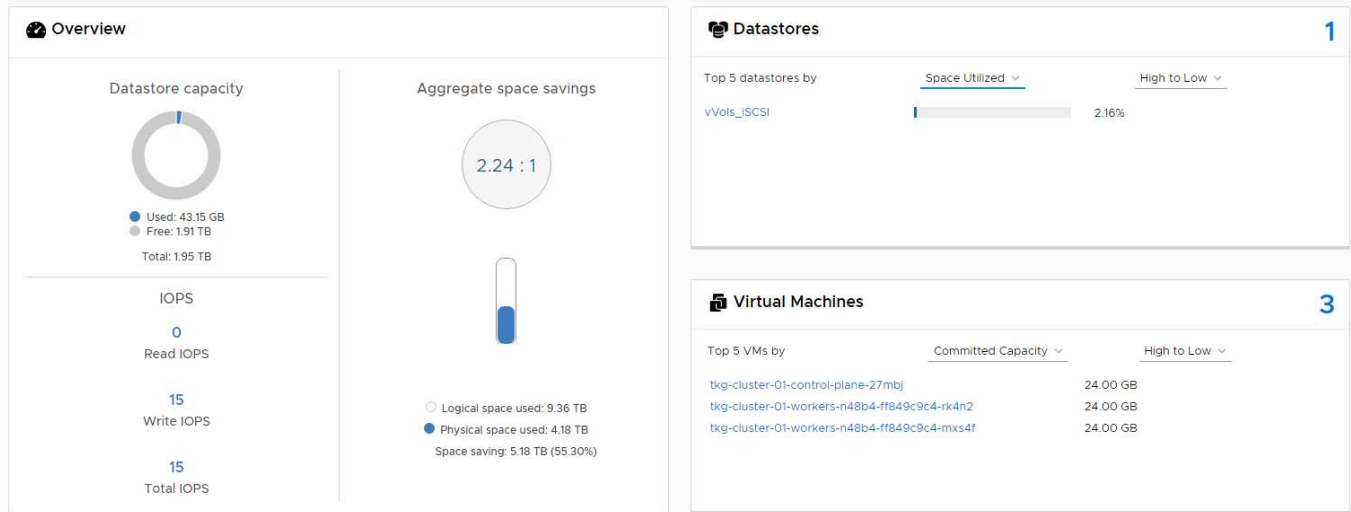 Overview
Datastore capacity
Used: 43.15 GB
Free: 1.91 TB
Total: 1.95 TB
IOPS
0
Read IOPS
15
Write IOPS
15
Total IOPS
Aggregate space savings
2.24 : 1
Logical space used: 9.36 TB
Physical space used: 4.18 TB
Space saving: 5.18 TB (55.30%)
Datastores 1
Top 5 datastores by Space Utilized High to Low
vVols_iSCSI 2.16%
Virtual Machines 3
Top 5 VMs by Committed Capacity High to Low
tkg-cluster-01-control-plane-27mbj 24.00 GB
tkg-cluster-01-workers-n48b4-ff849c9c4-rk4n2 24.00 GB
tkg-cluster-01-workers-n48b4-ff849c9c4-mxs4f 24.00 GB